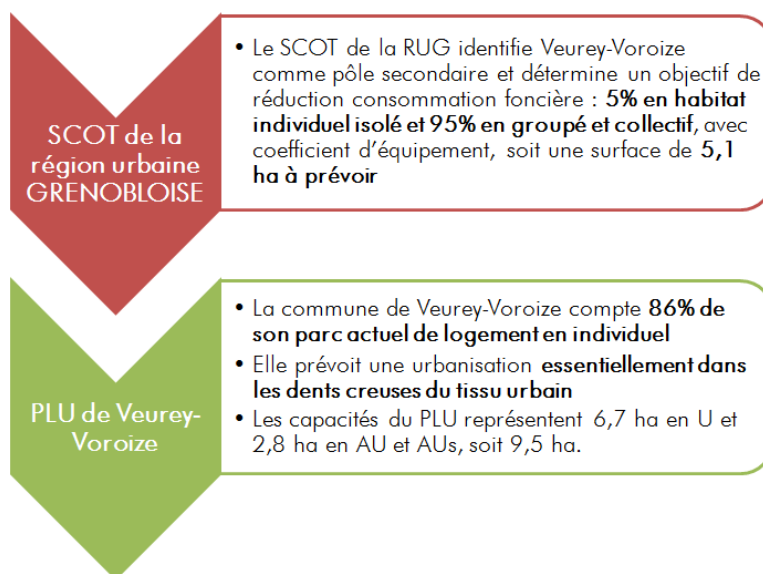 SCOT de la
région urbaine
GRENOBLOISE
• Le SCOT de la RUG identifie Veurey-Voroize
comme pôle secondaire et détermine un objectif de
réduction consommation foncière : 5% en habitat
individuel isolé et 95% en groupé et collectif, avec
coefficient d'équipement, soit une surface de 5,1
ha à prévoir
PLU de Veurey-
Voroize
• La commune de Veurey-Voroize compte 86% de
son parc actuel de logement en individuel
• Elle prévoit une urbanisation essentiellement dans
les dents creuses du tissu urbain
• Les capacités du PLU représentent 6,7 ha en U et
2,8 ha en AU et AUs, soit 9,5 ha.